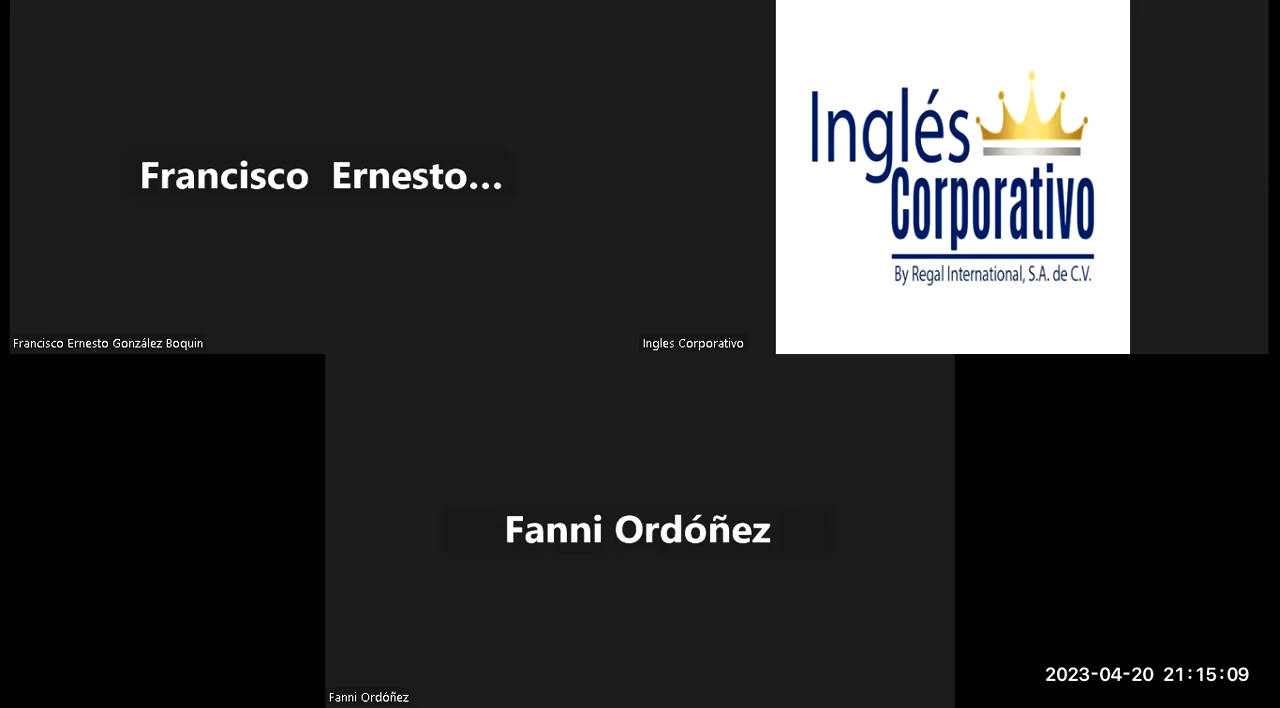 Francisco  Ernesto...
Francisco Ernesto González Boquin
Inglés
Corporativo
By Regal International, S.A. de C.V.
Ingles Corporativo
Fanni Ordóñez
Fanni Ordóñez
2023-04-20 21:15:09